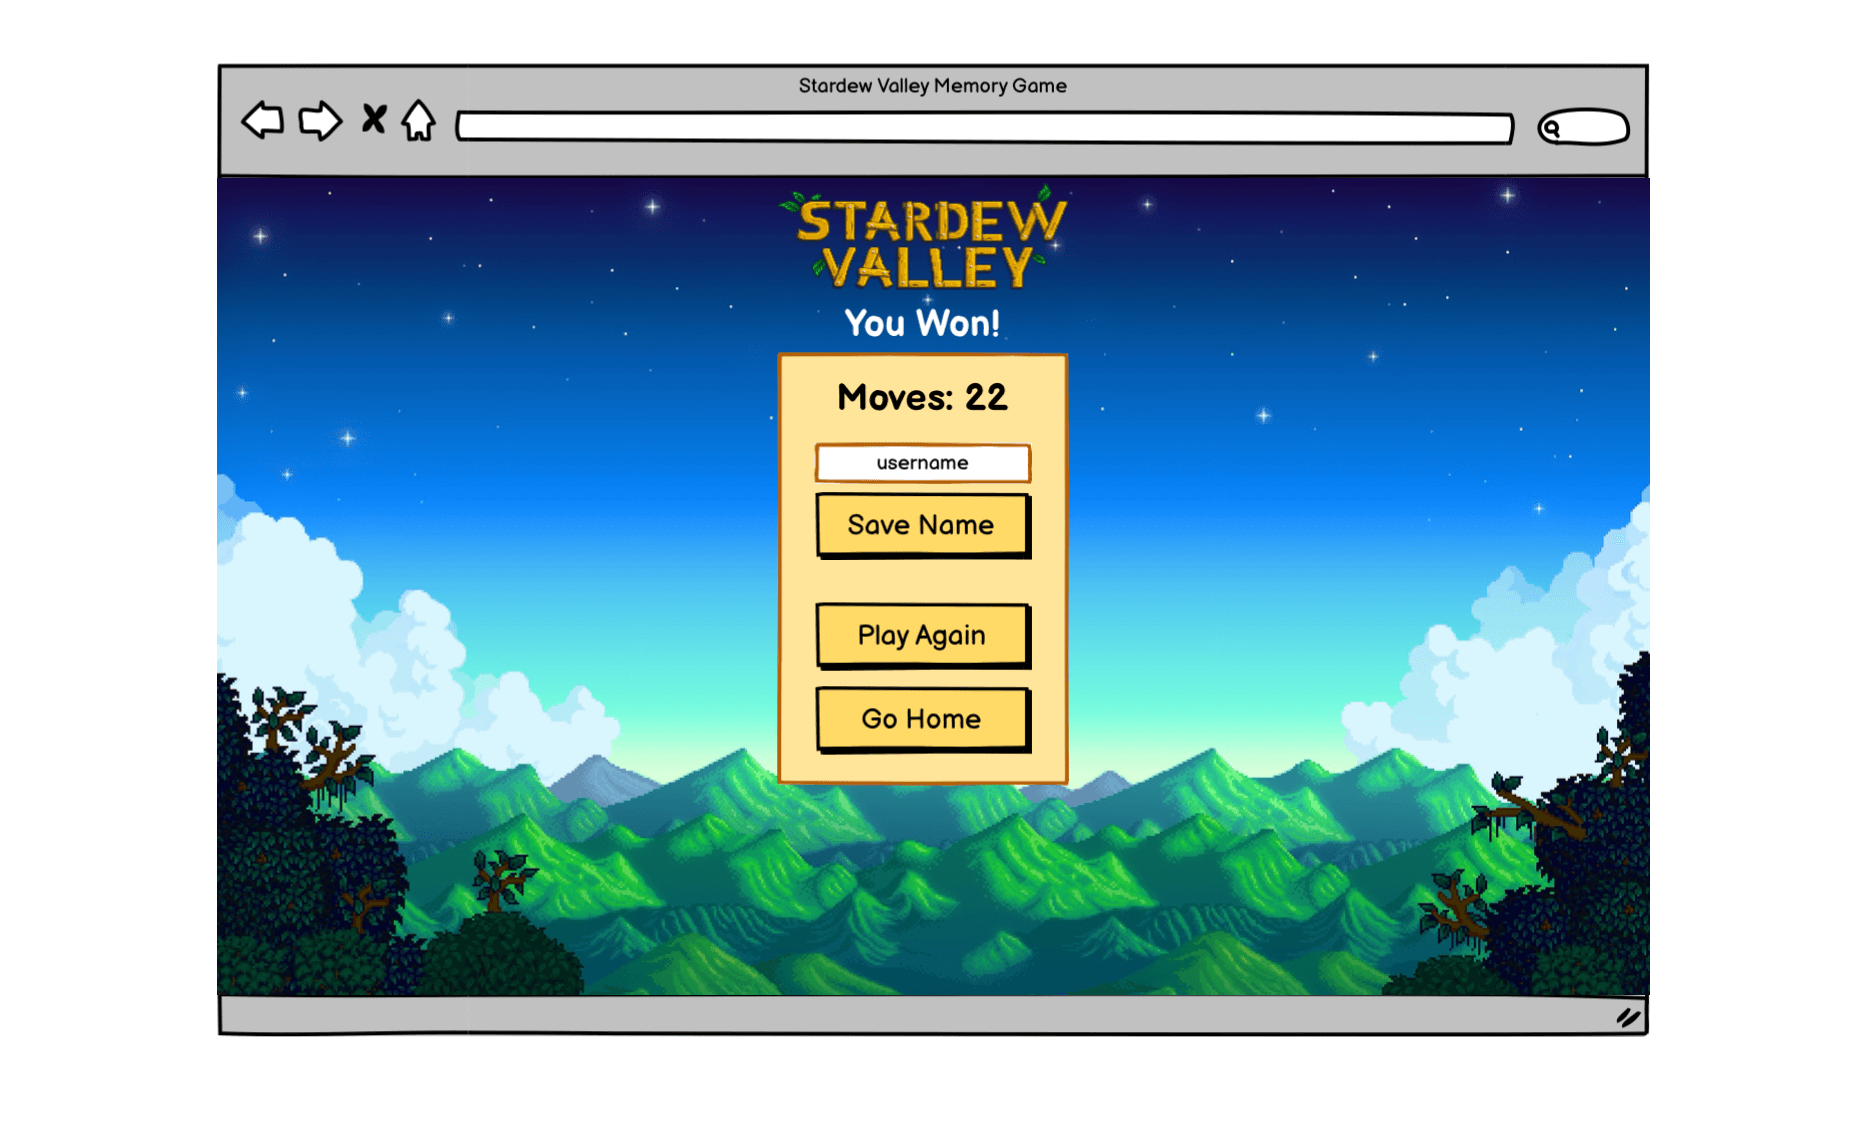 Stardew Valley Memory Game
STARDEW
VALLEY
You Won!
Moves: 22
username
Save Name
Play Again
Go Home